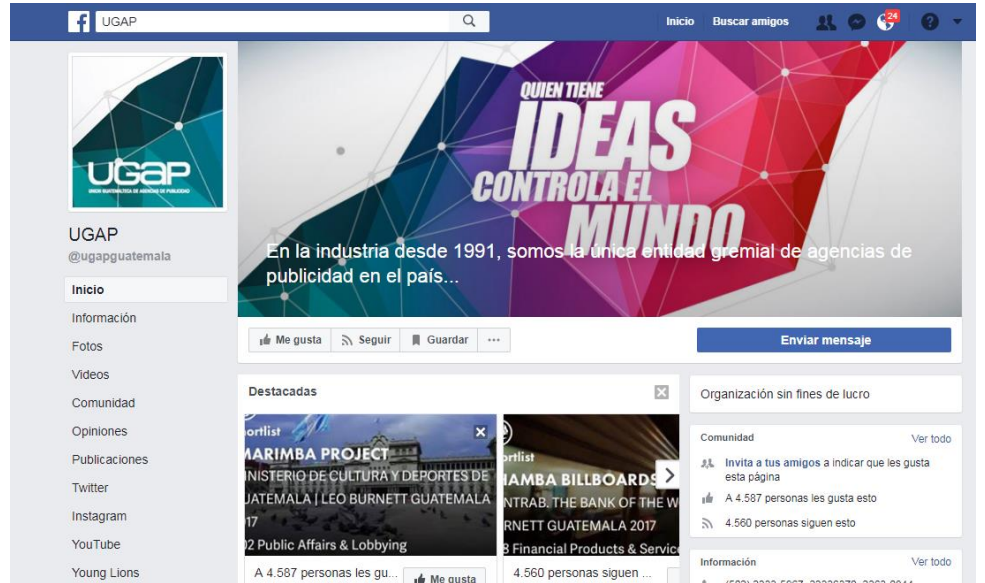 UGAP
Inicio
Buscar amigos
24
QUIEN TIENE
IDEAS
CONTROLA EL
MUNDO
En la industria desde 1991, somos la única entidad gremial de agencias de
publicidad en el país...
UGAP
UNION GUATEMALTECA DE AGENCIAS DE PUBLICIDAD
UGAP
@ugapguatemala
Inicio
Información
Fotos
Videos
Comunidad
Opiniones
Publicaciones
Twitter
Instagram
YouTube
Young Lions
Me gusta
Seguir
Guardar
Enviar mensaje
Destacadas
ortlist
MARIMBA PROJECT
INISTERIO DE CULTURA Y DEPORTES DE
UATEMALA | LEO BURNETT GUATEMALA
17
02 Public Affairs & Lobbying
A 4.587 personas les gu...
Me gusta
ortlist
HAMBA BILLBOARDS
NTRAB. THE BANK OF THE W
RNETT GUATEMALA 2017
8 Financial Products & Service
4.560 personas siguen ...
Organización sin fines de lucro
Comunidad
Ver todo
Invita a tus amigos a indicar que les gusta
esta página
A 4.587 personas les gusta esto
4.560 personas siguen esto
Información
Ver todo